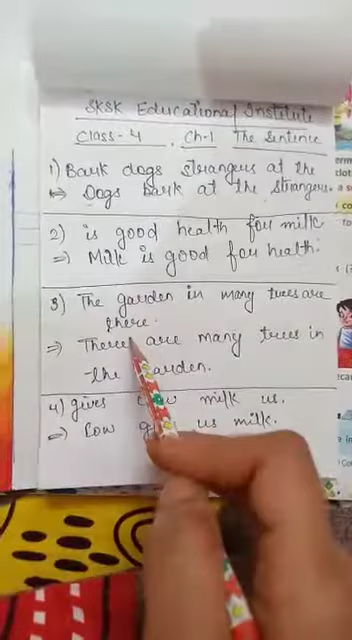 SKSK Educational Institute
Class-4, Ch-1 The Sentence
1) Bark dogs strangers at the
=> Dogs bark at the strangers.
2) is good health for milk
=> Milk is good for health.
3) The garden in many trees are
there.
=> There are many trees in
the garden.
4) gives cow milk us.
=> Cow us milk.